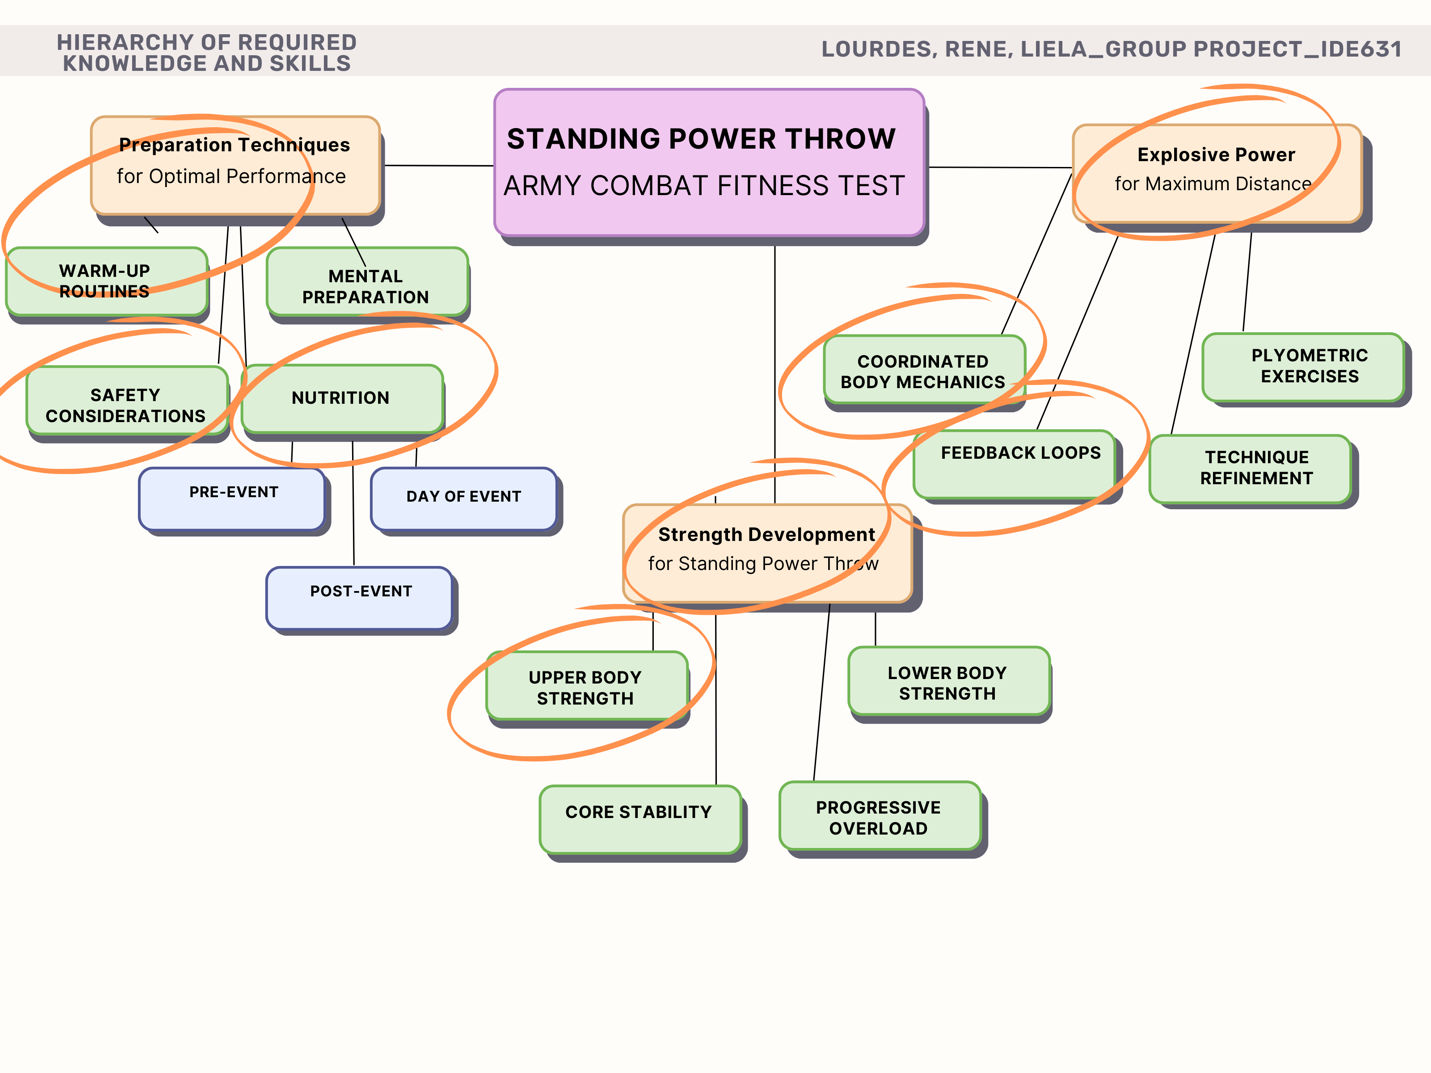 HIERARCHY OF REQUIRED
KNOWLEDGE AND SKILLS
LOURDES, RENE, LIELA_GROUP PROJECT_IDE631
STANDING POWER THROW
ARMY COMBAT FITNESS TEST
Preparation Techniques
for Optimal Performance
WARM-UP
ROUTINES
MENTAL
PREPARATION
SAFETY
CONSIDERATIONS
NUTRITION
PRE-EVENT
DAY OF EVENT
POST-EVENT
Explosive Power
for Maximum Distance
COORDINATED
BODY MECHANICS
FEEDBACK LOOPS
PLYOMETRIC
EXERCISES
TECHNIQUE
REFINEMENT
Strength Development
for Standing Power Throw
UPPER BODY
STRENGTH
LOWER BODY
STRENGTH
CORE STABILITY
PROGRESSIVE
OVERLOAD